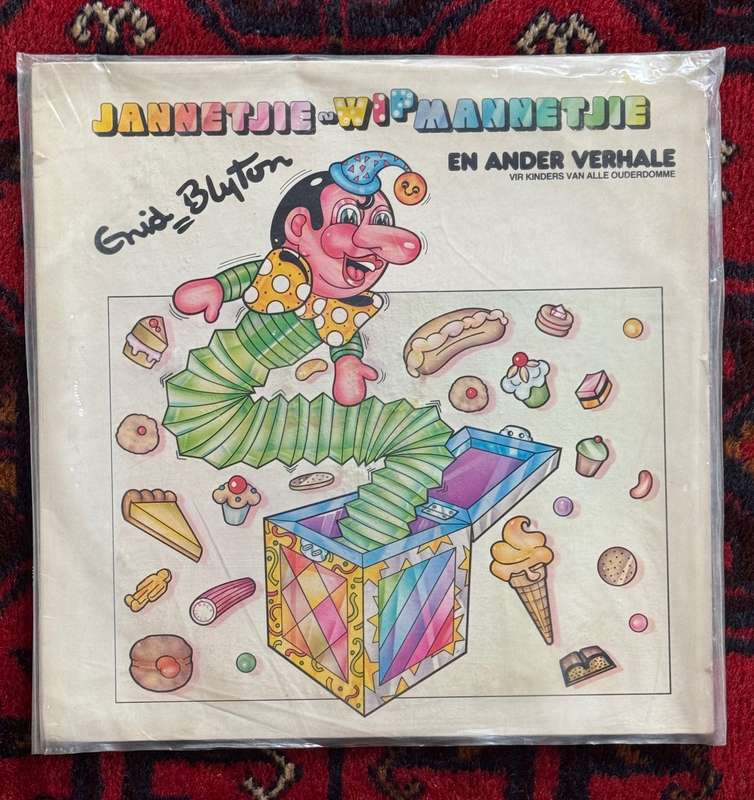 JANNETJIE~WIPMANNETJIE
EN ANDER VERHALE
VIR KINDERS VAN ALLE OUDERDOMME
Enid Blyton